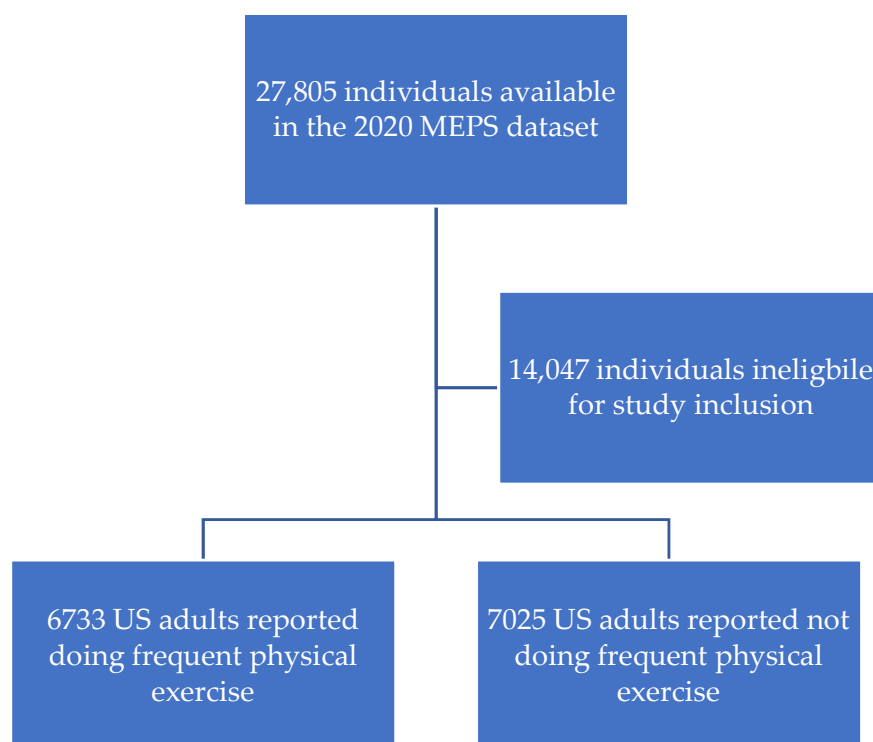 27,805 individuals available
in the 2020 MEPS dataset
14,047 individuals ineligbile
for study inclusion
6733 US adults reported
doing frequent physical
exercise
7025 US adults reported not
doing frequent physical
exercise